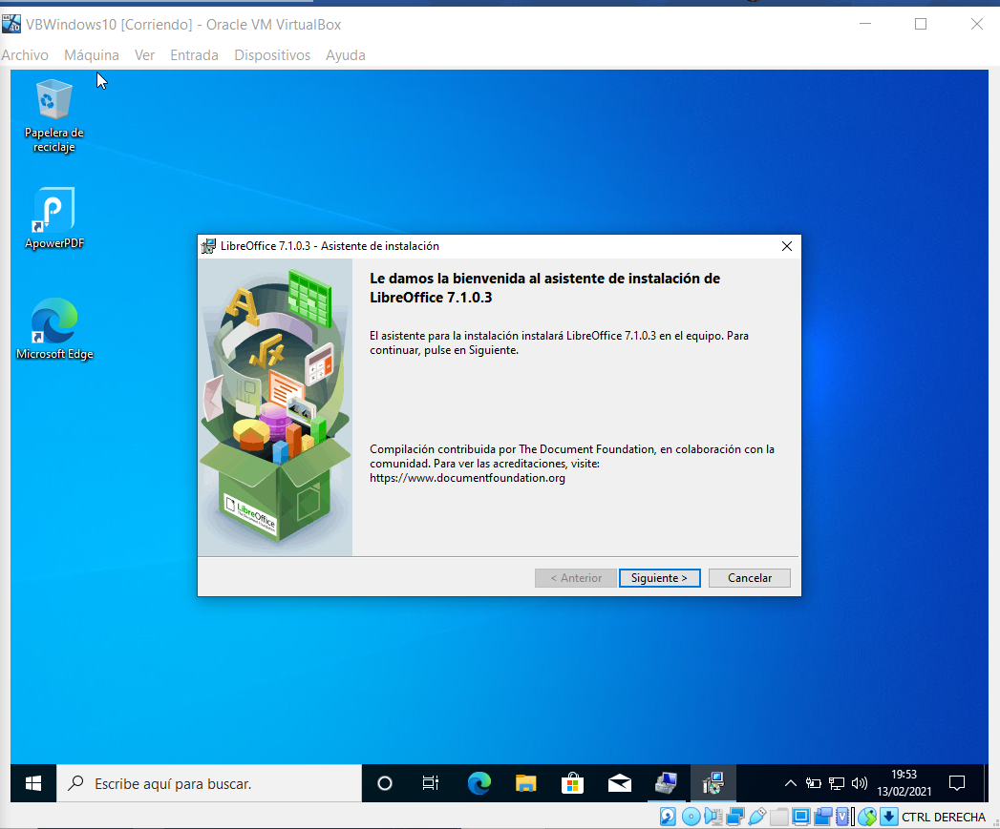 VBWindows10 [Corriendo] - Oracle VM VirtualBox
Archivo Máquina Ver Entrada Dispositivos Ayuda
Papelera de
reciclaje
ApowerPDF
Microsoft Edge
LibreOffice 7.1.0.3 - Asistente de instalación
Le damos la bienvenida al asistente de instalación de
LibreOffice 7.1.0.3
El asistente para la instalación instalará LibreOffice 7.1.0.3 en el equipo. Para
continuar, pulse en Siguiente.
Compilación contribuida por The Document Foundation, en colaboración con la
comunidad. Para ver las acreditaciones, visite:
https://www.documentfoundation.org
LibreOffice
The Document Foundation
< Anterior Siguiente > Cancelar
Escribe aquí para buscar.
19:53
13/02/2021
CTRL DERECHA